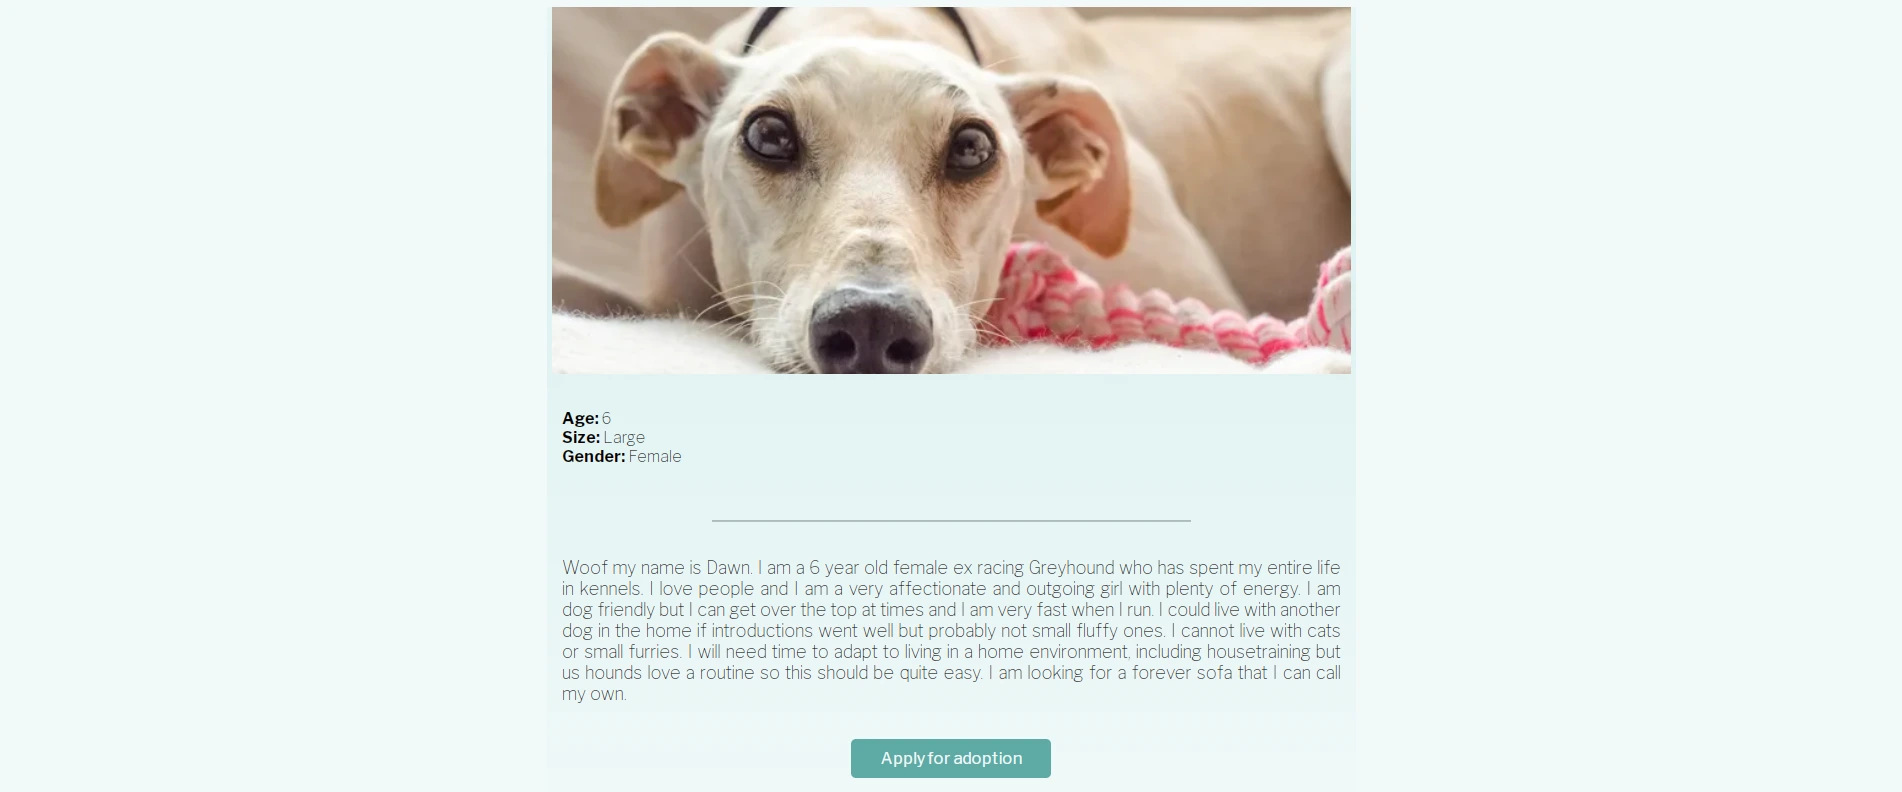 Age: 6
Size: Large
Gender: Female
Woof my name is Dawn. I am a 6 year old female ex racing Greyhound who has spent my entire life
in kennels. I love people and I am a very affectionate and outgoing girl with plenty of energy. I am
dog friendly but I can get over the top at times and I am very fast when I run. I could live with another
dog in the home if introductions went well but probably not small fluffy ones. I cannot live with cats
or small furries. I will need time to adapt to living in a home environment, including housetraining but
us hounds love a routine so this should be quite easy. I am looking for a forever sofa that I can call
my own.
Apply for adoption